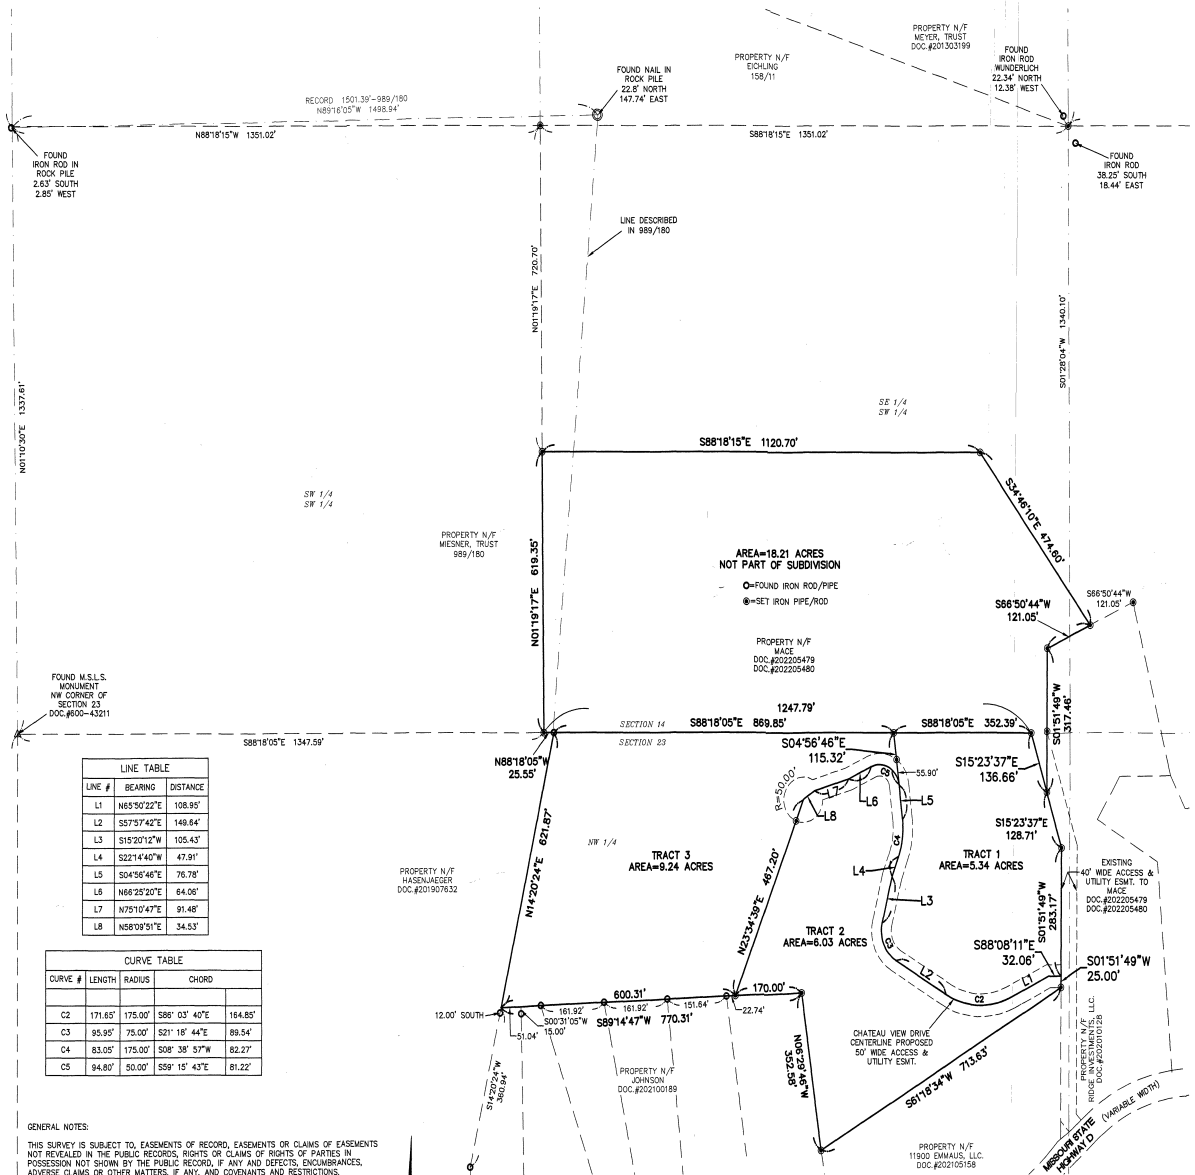 PROPERTY N/F
MEYER, TRUST
DOC.#201303199
PROPERTY N/F
EICHLING
158/11
FOUND
IRON ROD
WUNDERLICH
22.34' NORTH
12.38' WEST
FOUND NAIL IN
ROCK PILE
22.8' NORTH
147.74' EAST
RECORD 1501.39'-989/180
N89°16'05"W 1498.94'
N88°18'15"W 1351.02'
S88°18'15"E 1351.02'
FOUND
IRON ROD IN
ROCK PILE
2.63' SOUTH
2.85' WEST
FOUND
IRON ROD
38.25' SOUTH
18.44' EAST
LINE DESCRIBED
IN 989/180
N01°19'17"E 720.70'
S01°28'04"W 1340.10'
N01°10'30"E 1337.61'
SE 1/4
SW 1/4
S88°18'15"E 1120.70'
SW 1/4
SW 1/4
S34°46'10"E 474.60'
PROPERTY N/F
MIESNER, TRUST
989/180
N01°19'17"E 619.35'
AREA=18.21 ACRES
NOT PART OF SUBDIVISION
O=FOUND IRON ROD/PIPE
=SET IRON PIPE/ROD
S66°50'44"W
121.05'
S66°50'44"W
121.05'
PROPERTY N/F
MACE
DOC.#202205479
DOC.#202205480
FOUND M.S.L.S.
MONUMENT
NW CORNER OF
SECTION 23
DOC.#600-43211
S01°51'49"W
317.46'
1247.79'
SECTION 14
S88°18'05"E 869.85'
S88°18'05"E 352.39'
SECTION 23
S88°18'05"E 1347.59'
N88°18'05"W
25.55'
S04°56'46"E
115.32'
S15°23'37"E
136.66'
55.90'
LINE TABLE
LINE # BEARING DISTANCE
L1 N65°50'22"E 108.95'
L2 S57°57'42"E 149.64'
L3 S15°20'12"W 105.43'
L4 S22°14'40"W 47.91'
L5 S04°56'46"E 76.78'
L6 N66°25'20"E 64.06'
L7 N75°10'47"E 91.48'
L8 N58°09'51"E 34.53'
R=50.00'
L7
L6
L8
C5
L5
C4
L4
L3
C3
L2
C2
L1
S15°23'37"E
128.71'
N14°20'24"E 621.87'
NW 1/4
TRACT 3
AREA=9.24 ACRES
TRACT 1
AREA=5.34 ACRES
N23°34'39"E 467.20'
PROPERTY N/F
HASENJAEGER
DOC.#201907632
EXISTING
40' WIDE ACCESS &
UTILITY ESMT. TO
MACE
DOC.#202205479
DOC.#202205480
S01°51'49"W
283.17'
TRACT 2
AREA=6.03 ACRES
S88°08'11"E
32.06'
S01°51'49"W
25.00'
CURVE TABLE
CURVE # LENGTH RADIUS CHORD
C2 171.65' 175.00' S86° 03' 40"E 164.85'
C3 95.95' 75.00' S21° 18' 44"E 89.54'
C4 83.05' 175.00' S08° 38' 57"W 82.27'
C5 94.80' 50.00' S59° 15' 43"E 81.22'
600.31'
170.00'
12.00' SOUTH
51.04'
161.92'
161.92'
151.64'
22.74'
S00°31'05"W
15.00'
S89°14'47"W 770.31'
CHATEAU VIEW DRIVE
CENTERLINE PROPOSED
50' WIDE ACCESS &
UTILITY ESMT.
N06°29'46"W
352.58'
S61°18'34"W 713.63'
S14°20'24"W
360.94'
PROPERTY N/F
JOHNSON
DOC.#202100189
PROPERTY N/F
RIDGE INVESTMENTS, LLC.
DOC.#202010128
MISSOURI STATE
HIGHWAY D
(VARIABLE WIDTH)
PROPERTY N/F
11900 EMMAUS, LLC.
DOC.#202105158
GENERAL NOTES:
THIS SURVEY IS SUBJECT TO, EASEMENTS OF RECORD, EASEMENTS OR CLAIMS OF EASEMENTS
NOT REVEALED IN THE PUBLIC RECORDS, RIGHTS OR CLAIMS OF RIGHTS OF PARTIES IN
POSSESSION NOT SHOWN BY THE PUBLIC RECORD, IF ANY AND DEFECTS, ENCUMBRANCES,
ADVERSE CLAIMS OR OTHER MATTERS, IF ANY, AND COVENANTS AND RESTRICTIONS.